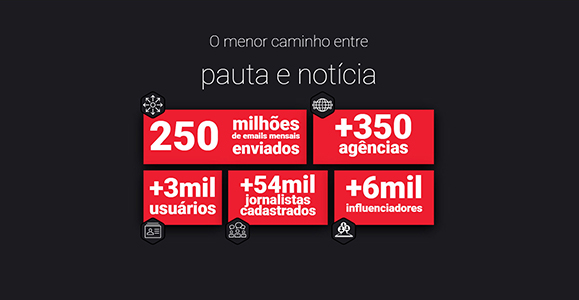 O menor caminho entre
pauta e notícia
250 milhões
de emails mensais
enviados
+350
agências
+3mil
usuários
+54mil
jornalistas
cadastrados
+6mil
influenciadores